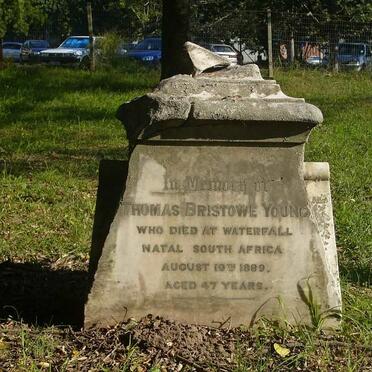 In Memory of
THOMAS BRISTOWE YOUNG
WHO DIED AT WATERFALL
NATAL SOUTH AFRICA
AUGUST 19TH 1889.
AGED 47 YEARS.